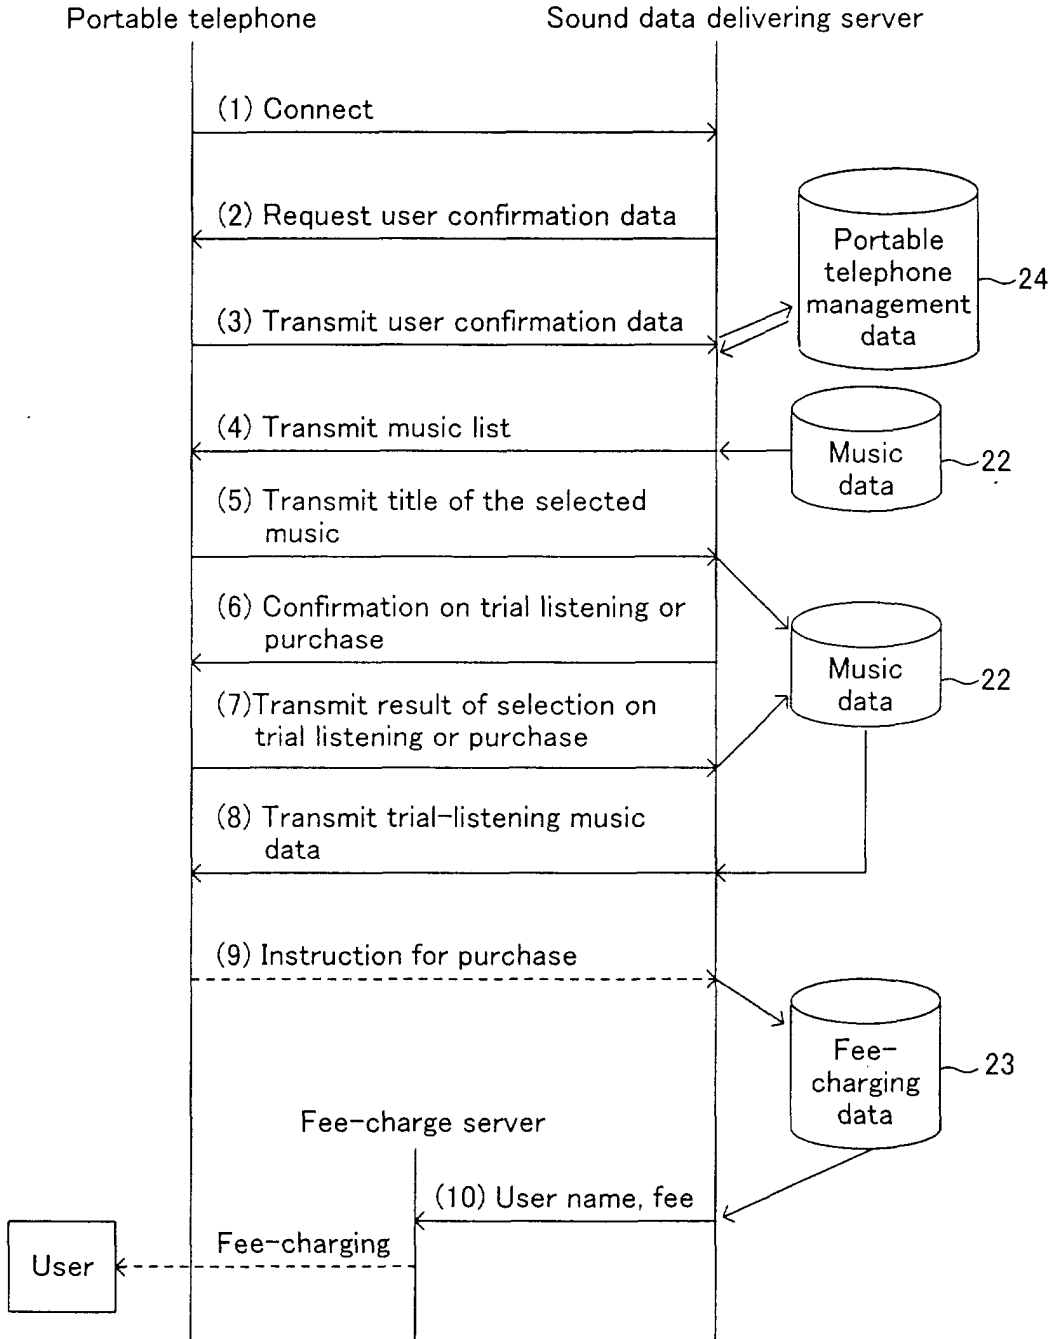 Portable telephone
Sound data delivering server
(1) Connect
(2) Request user confirmation data
Portable
telephone
management
data
24
(3) Transmit user confirmation data
(4) Transmit music list
Music
data
22
(5) Transmit title of the selected
music
(6) Confirmation on trial listening or
purchase
Music
data
22
(7)Transmit result of selection on
trial listening or purchase
(8) Transmit trial-listening music
data
(9) Instruction for purchase
Fee-
charging
data
23
Fee-charge server
(10) User name, fee
Fee-charging
User